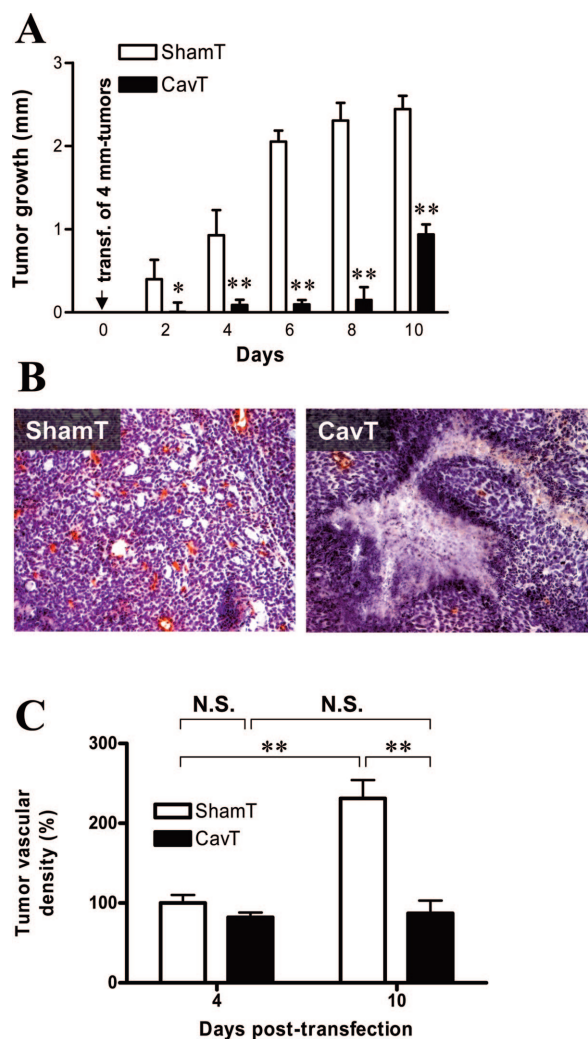 A
ShamT
CavT
Tumor growth (mm)
3
2
1
0
transf. of 4 mm-tumors
* ** ** ** **
0 2 4 6 8 10
Days
B
ShamT CavT
C
N.S. N.S.
** **
Tumor vascular
density (%)
300
200
100
0
ShamT
CavT
4 10
Days post-transfection